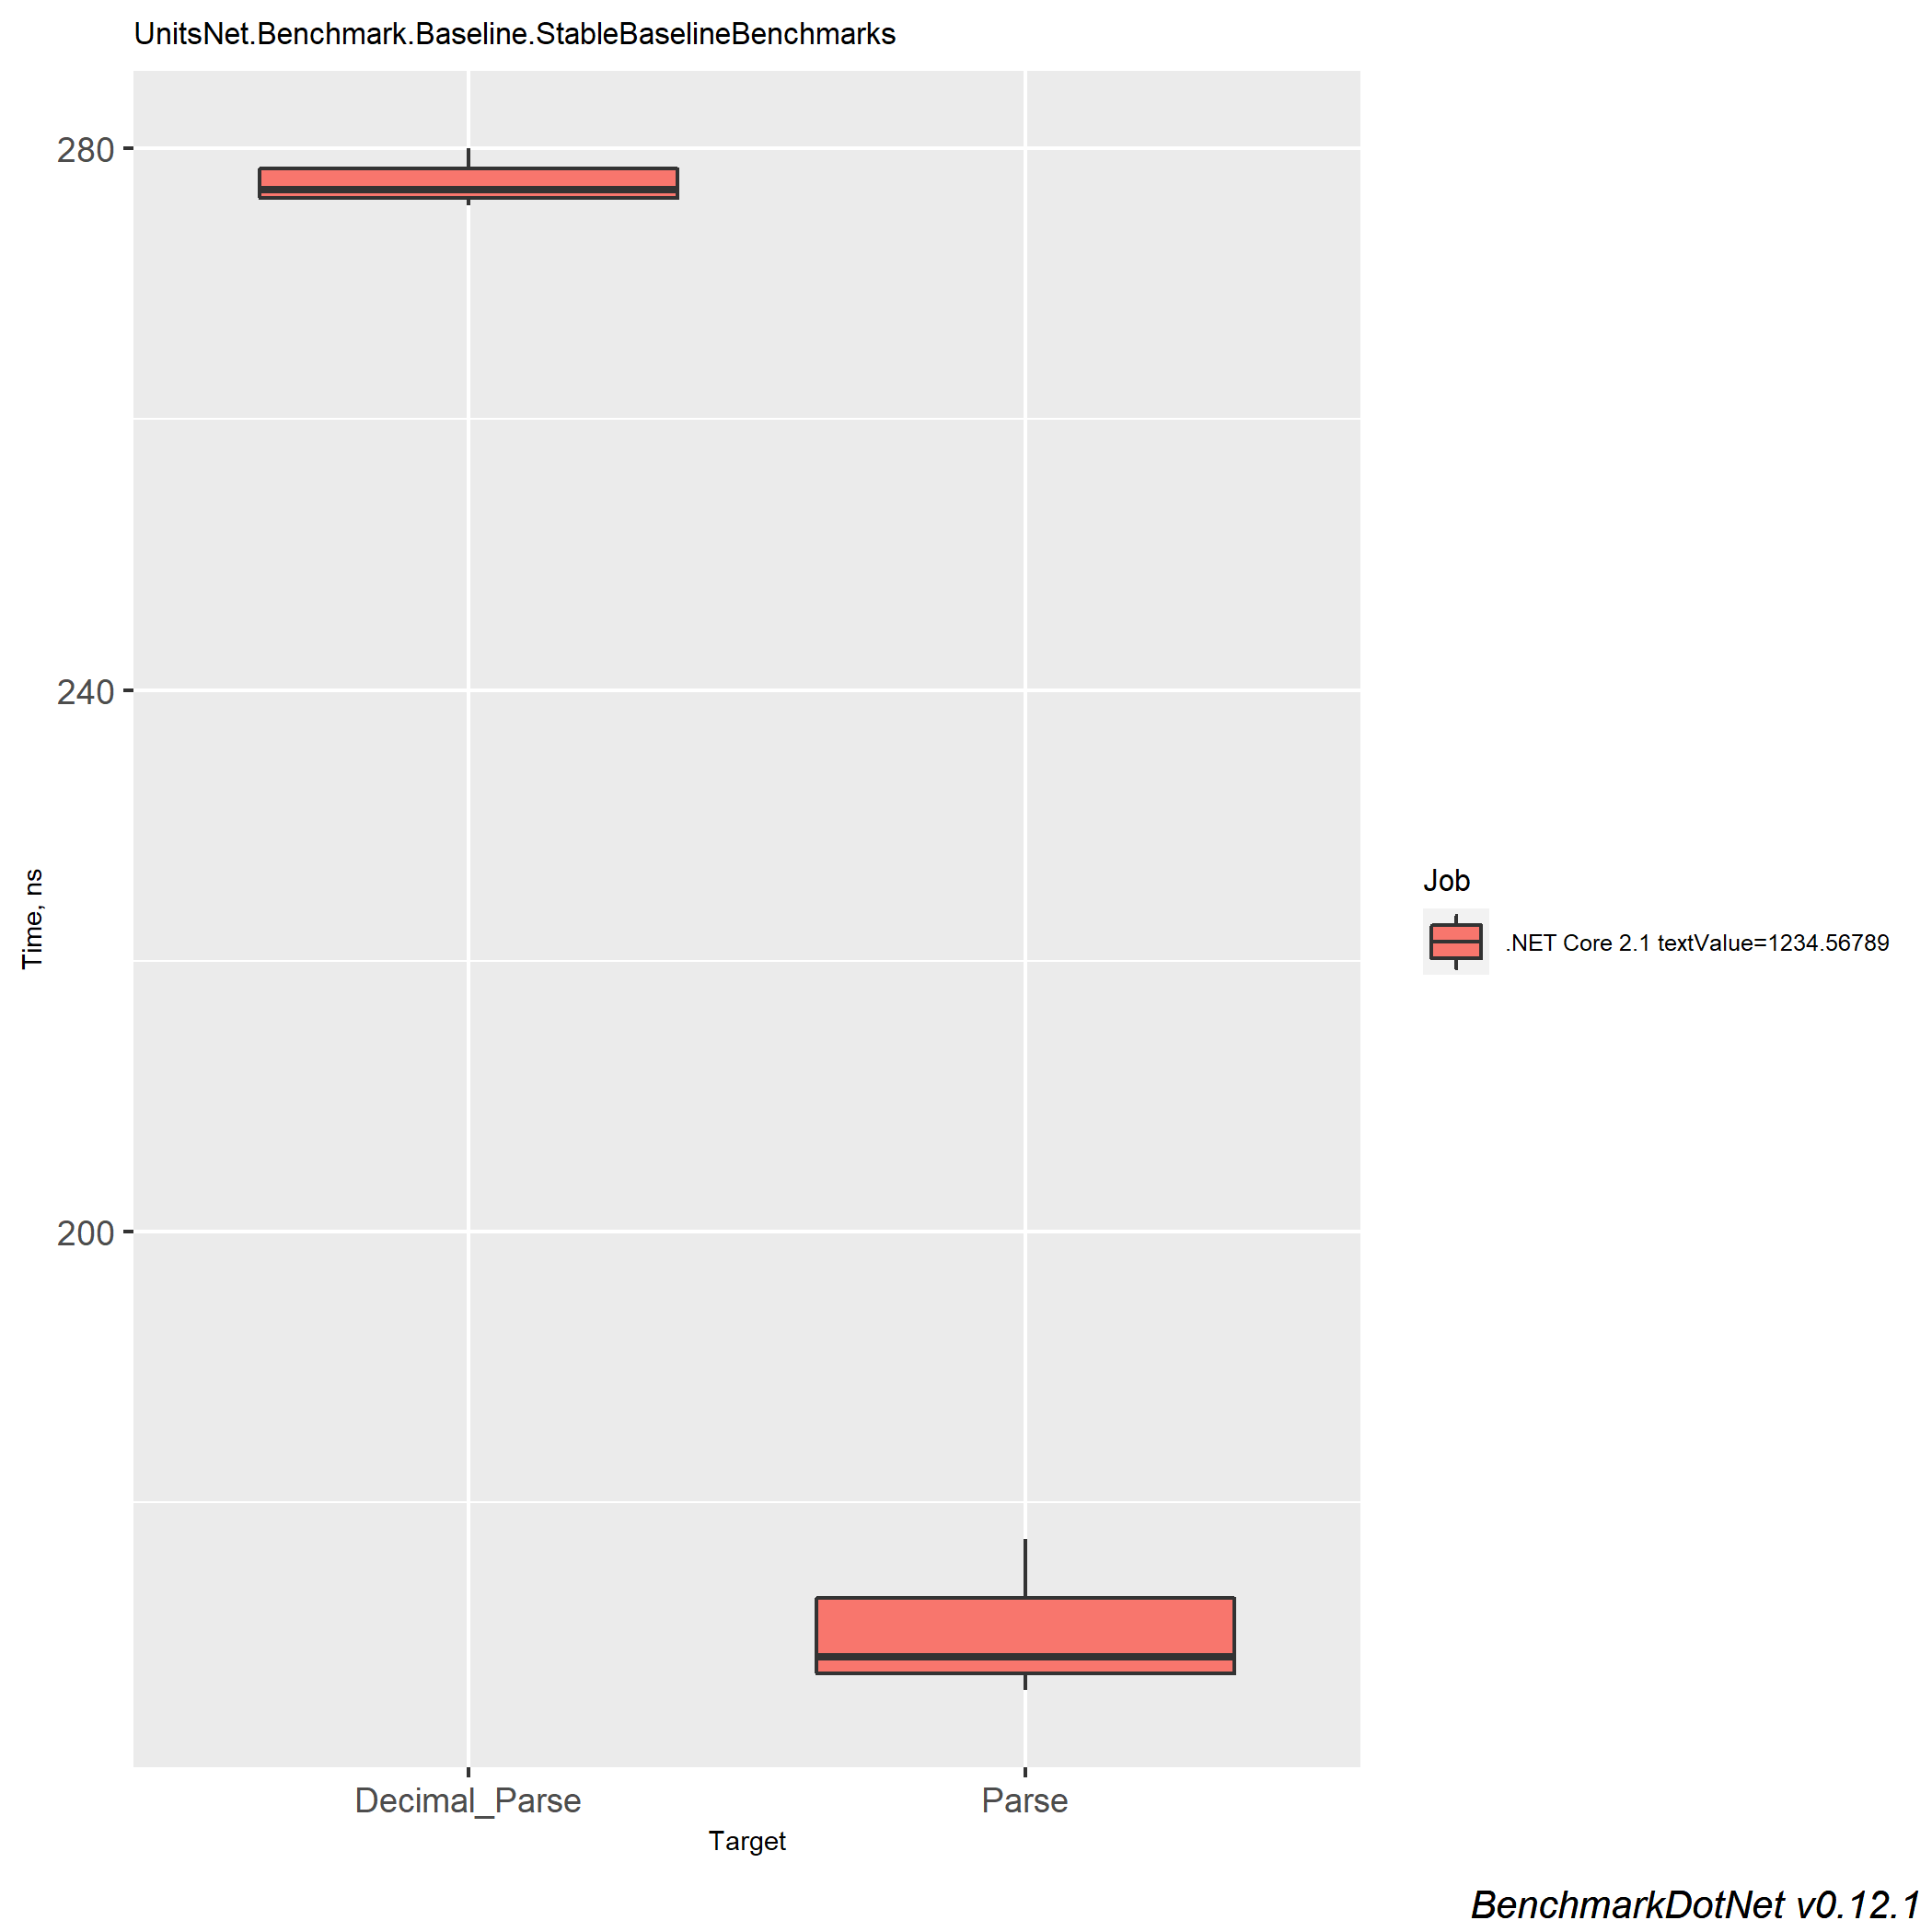 UnitsNet.Benchmark.Baseline.StableBaselineBenchmarks
280
240
200
Time, ns
Decimal_Parse
Parse
Target
Job
.NET Core 2.1 textValue=1234.56789
BenchmarkDotNet v0.12.1